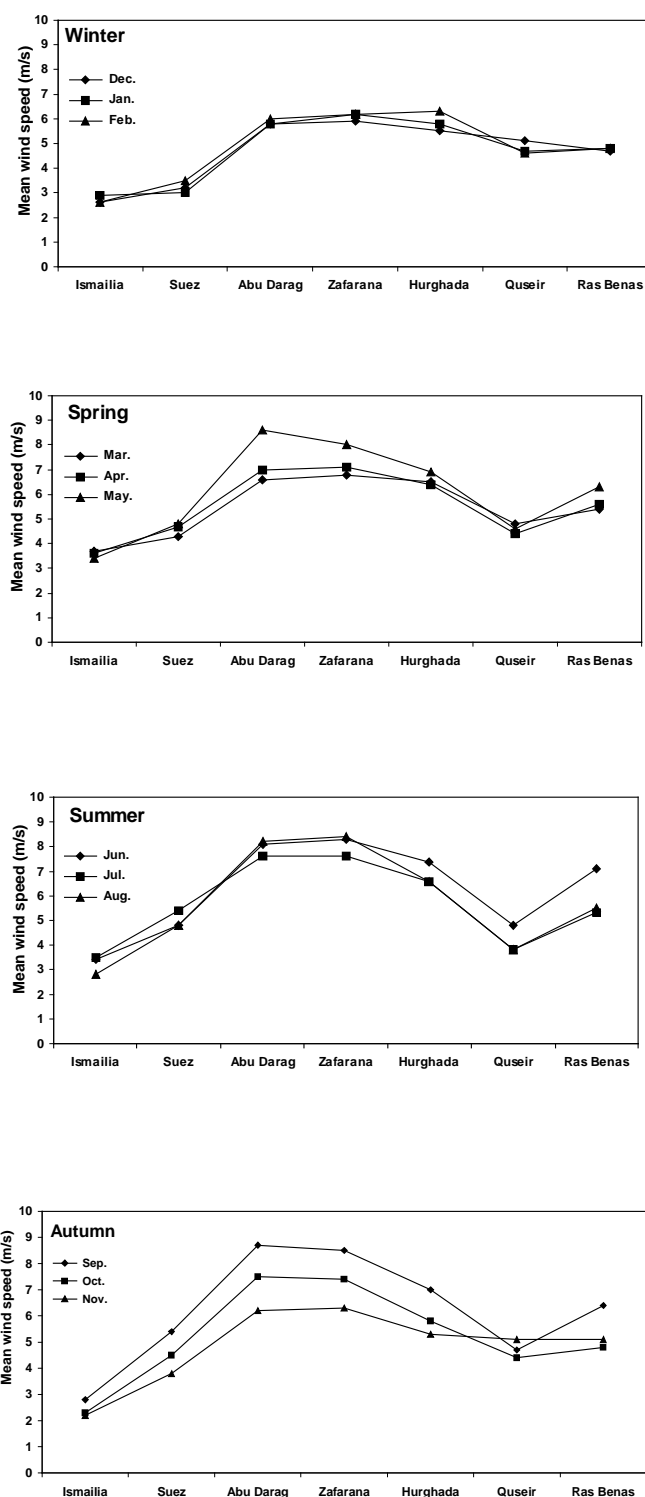 Winter
Mean wind speed (m/s)
10
9
8
7
6
5
4
3
2
1
0
Dec.
Jan.
Feb.
Ismailia Suez Abu Darag Zafarana Hurghada Quseir Ras Benas
Spring
Mean wind speed (m/s)
10
9
8
7
6
5
4
3
2
1
0
Mar.
Apr.
May.
Ismailia Suez Abu Darag Zafarana Hurghada Quseir Ras Benas
Summer
Mean wind speed (m/s)
10
9
8
7
6
5
4
3
2
1
0
Jun.
Jul.
Aug.
Ismailia Suez Abu Darag Zafarana Hurghada Quseir Ras Benas
Autumn
Mean wind speed (m/s)
10
9
8
7
6
5
4
3
2
1
0
Sep.
Oct.
Nov.
Ismailia Suez Abu Darag Zafarana Hurghada Quseir Ras Benas